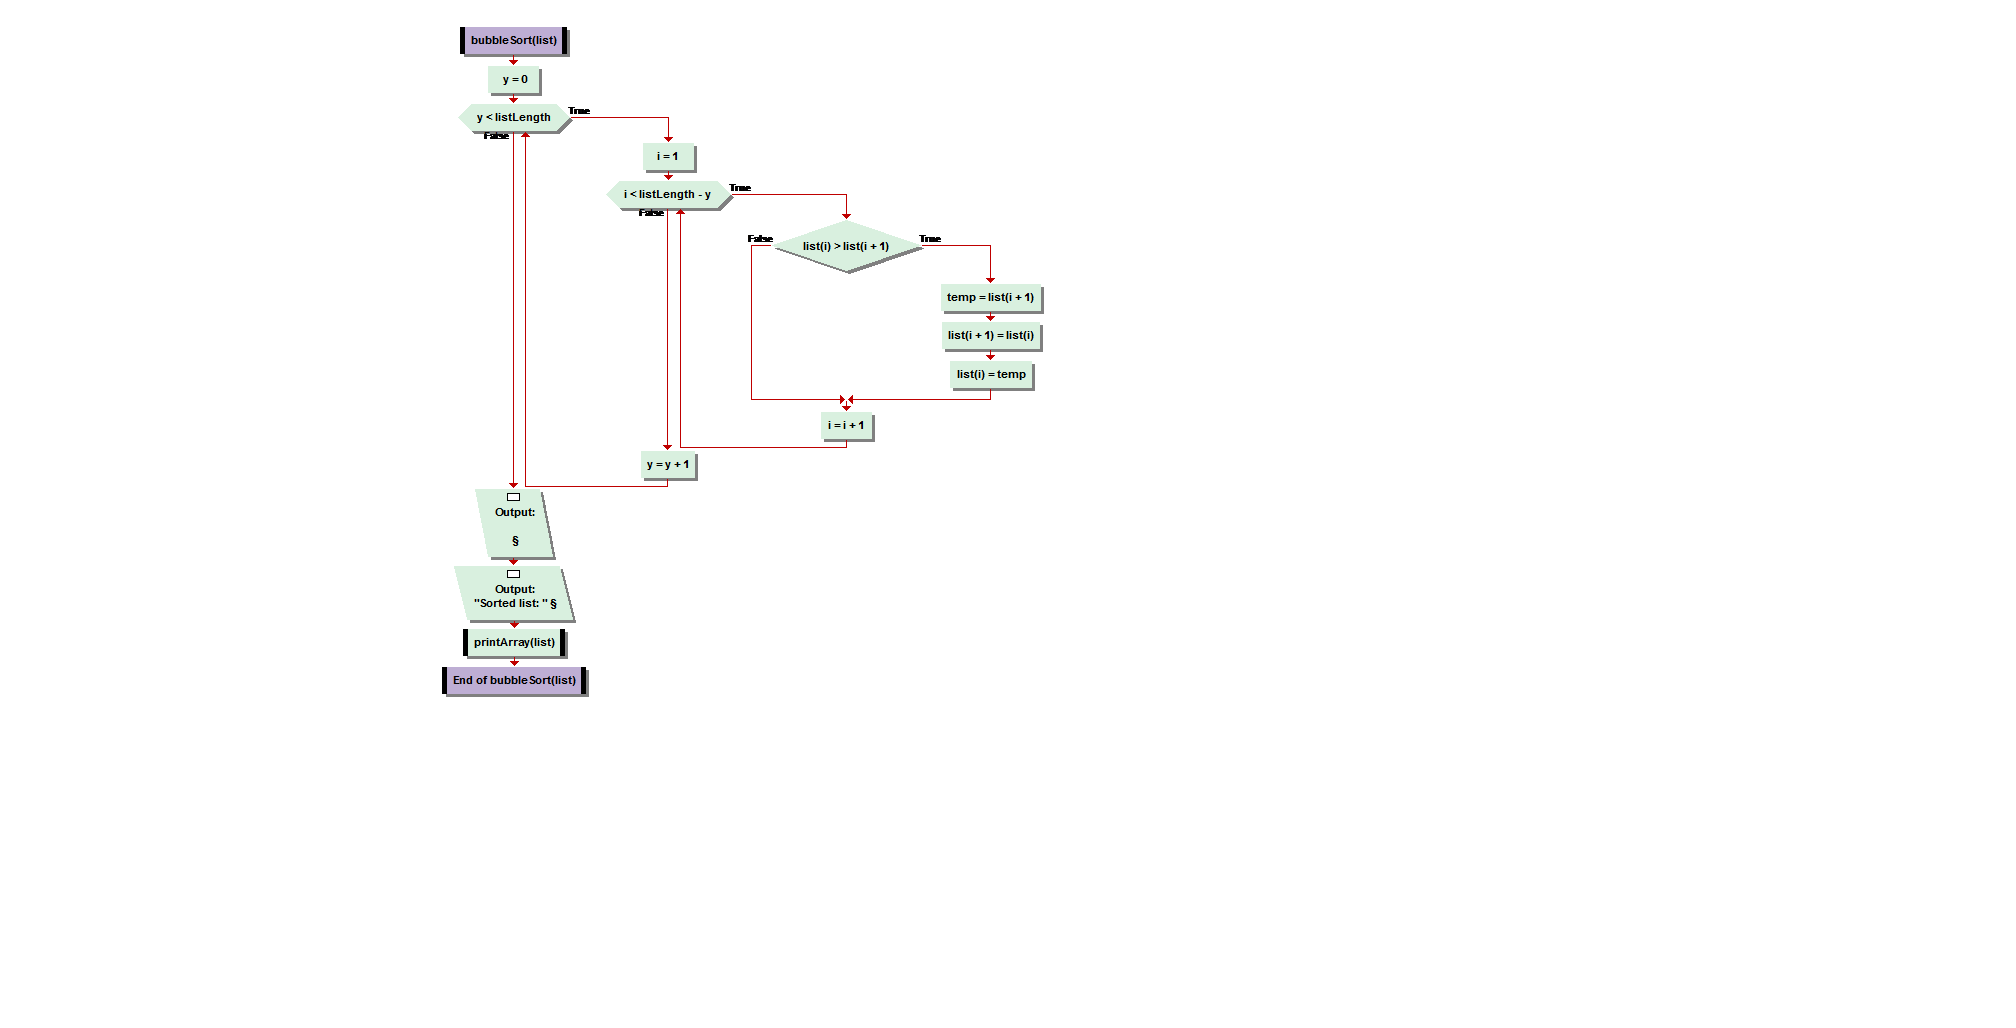 bubbleSort(list)
y = 0
y < listLength
True
False
i = 1
i < listLength - y
True
False
list(i) > list(i + 1)
False
True
temp = list(i + 1)
list(i + 1) = list(i)
list(i) = temp
i = i + 1
y = y + 1
Output:
§
Output:
"Sorted list: " §
printArray(list)
End of bubbleSort(list)